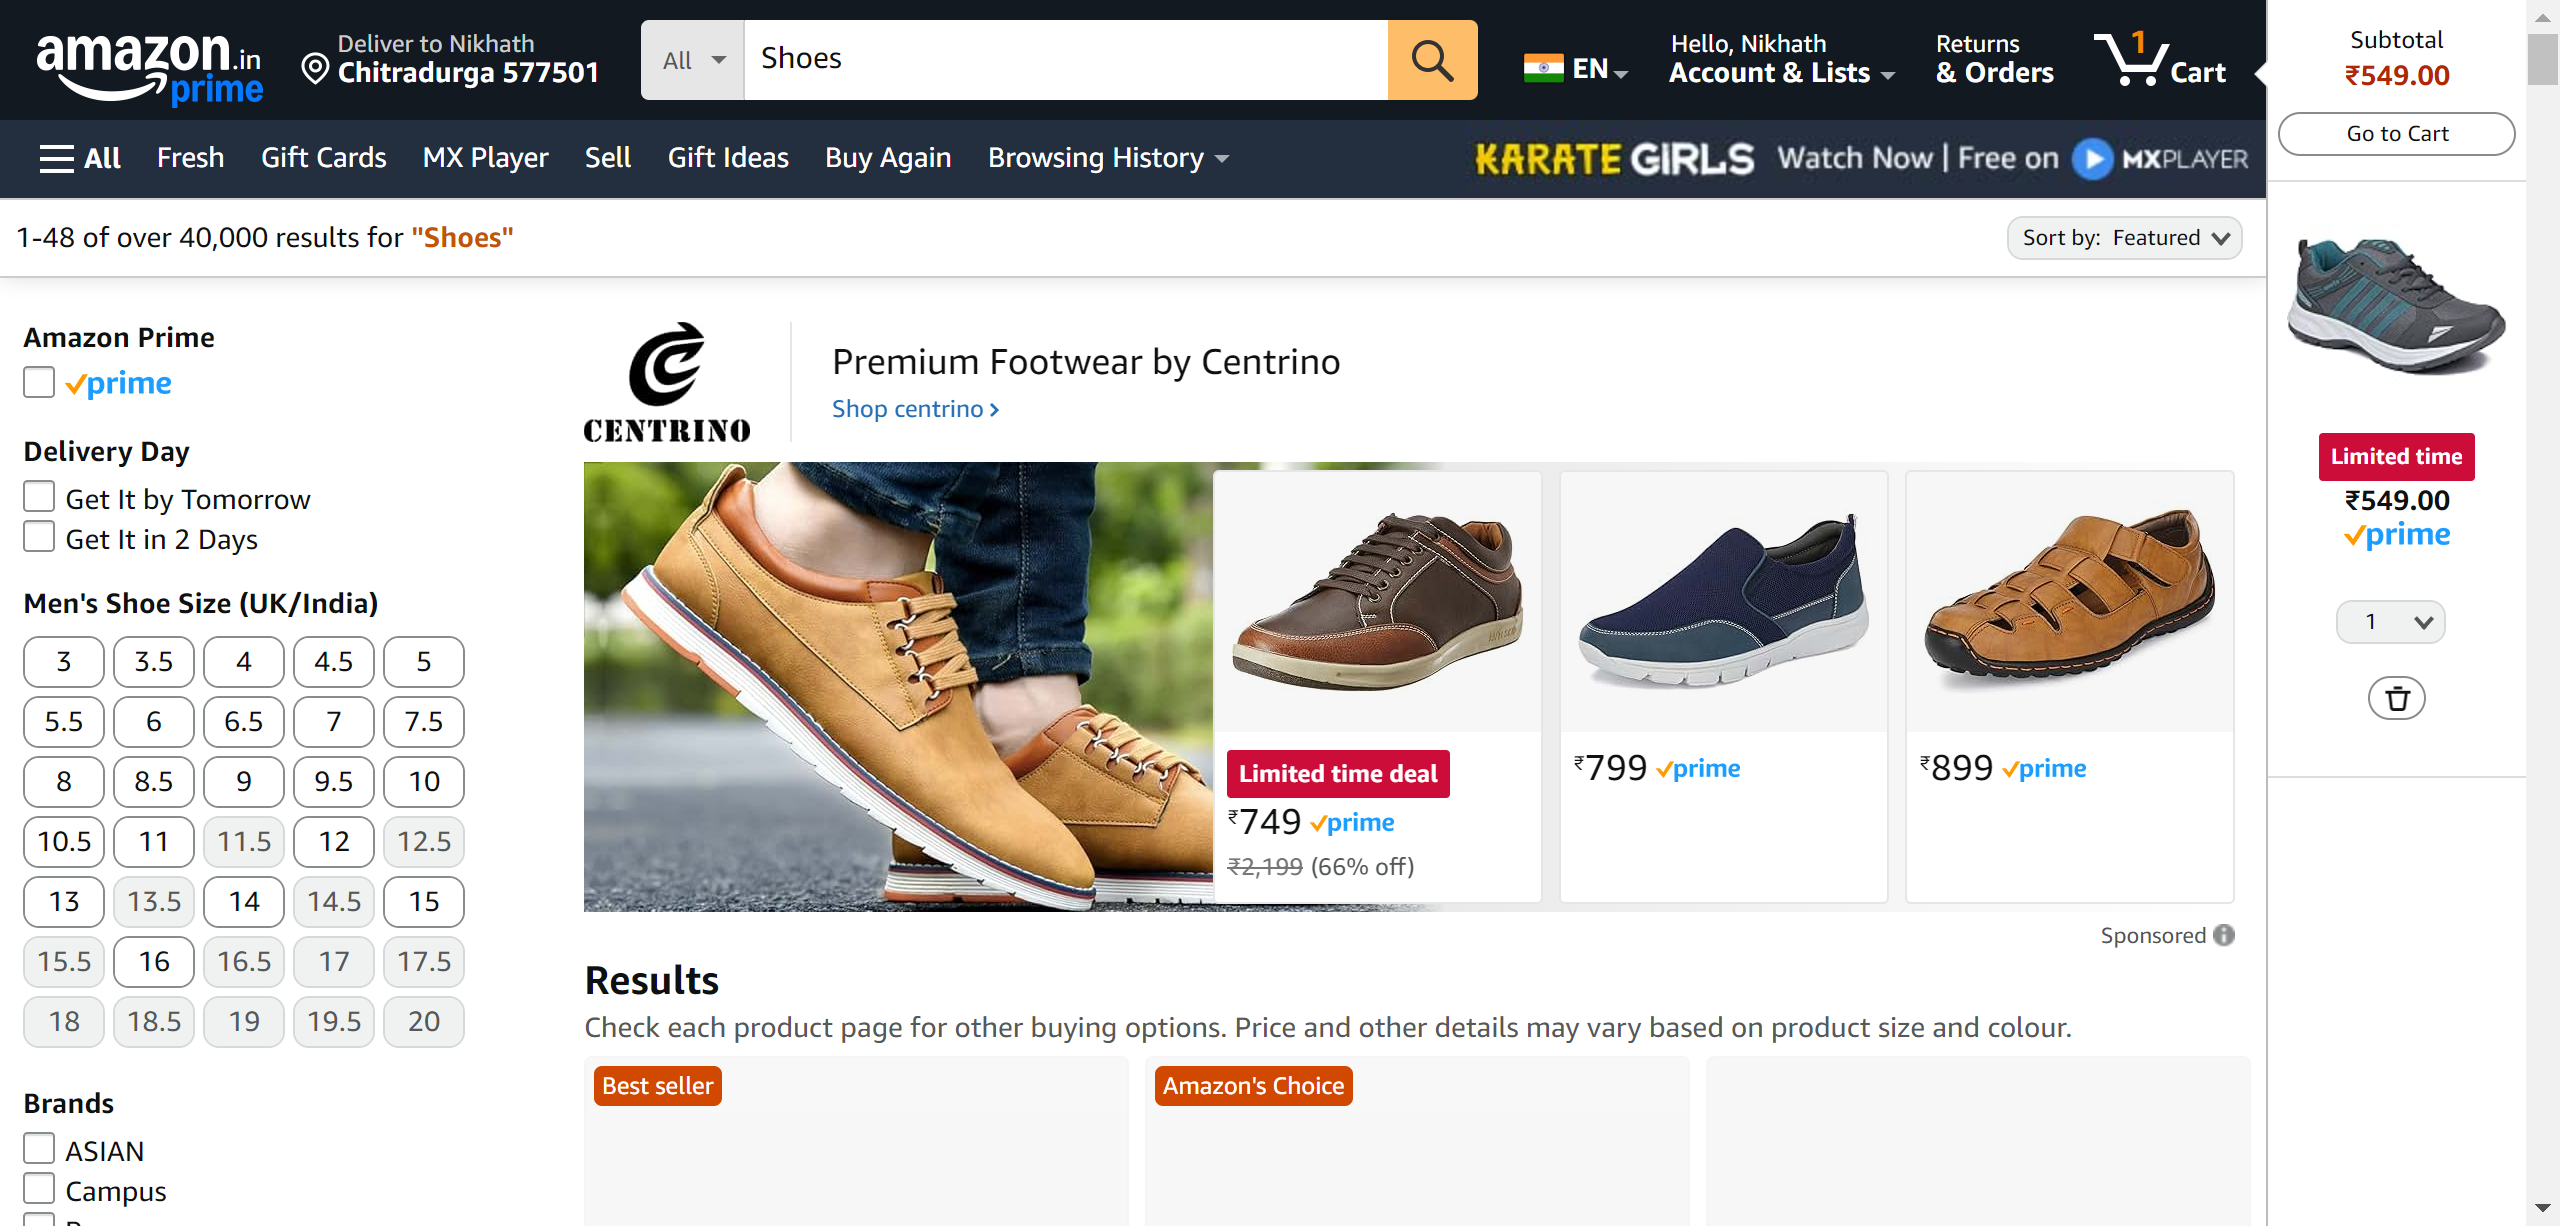 amazon.in
prime
Deliver to Nikhath
Chitradurga 577501
All
Shoes
EN
Hello, Nikhath
Account & Lists
Returns
& Orders
1
Cart
Subtotal
₹549.00
Go to Cart
All
Fresh
Gift Cards
MX Player
Sell
Gift Ideas
Buy Again
Browsing History
KARATE GIRLS Watch Now | Free on MXPLAYER
1-48 of over 40,000 results for "Shoes"
Sort by: Featured
Amazon Prime
prime
Delivery Day
Get It by Tomorrow
Get It in 2 Days
Men's Shoe Size (UK/India)
3 3.5 4 4.5 5
5.5 6 6.5 7 7.5
8 8.5 9 9.5 10
10.5 11 11.5 12 12.5
13 13.5 14 14.5 15
15.5 16 16.5 17 17.5
18 18.5 19 19.5 20
Brands
ASIAN
Campus
CENTRINO
Premium Footwear by Centrino
Shop centrino
Limited time deal
₹749 prime
₹2,199 (66% off)
₹799 prime
₹899 prime
Sponsored
Results
Check each product page for other buying options. Price and other details may vary based on product size and colour.
Best seller
Amazon's Choice
Limited time
₹549.00
prime
1